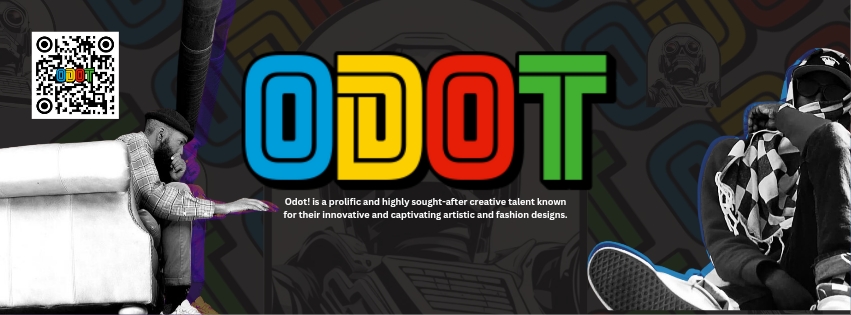 ODOT
ODOT
Odot! is a prolific and highly sought-after creative talent known
for their innovative and captivating artistic and fashion designs.